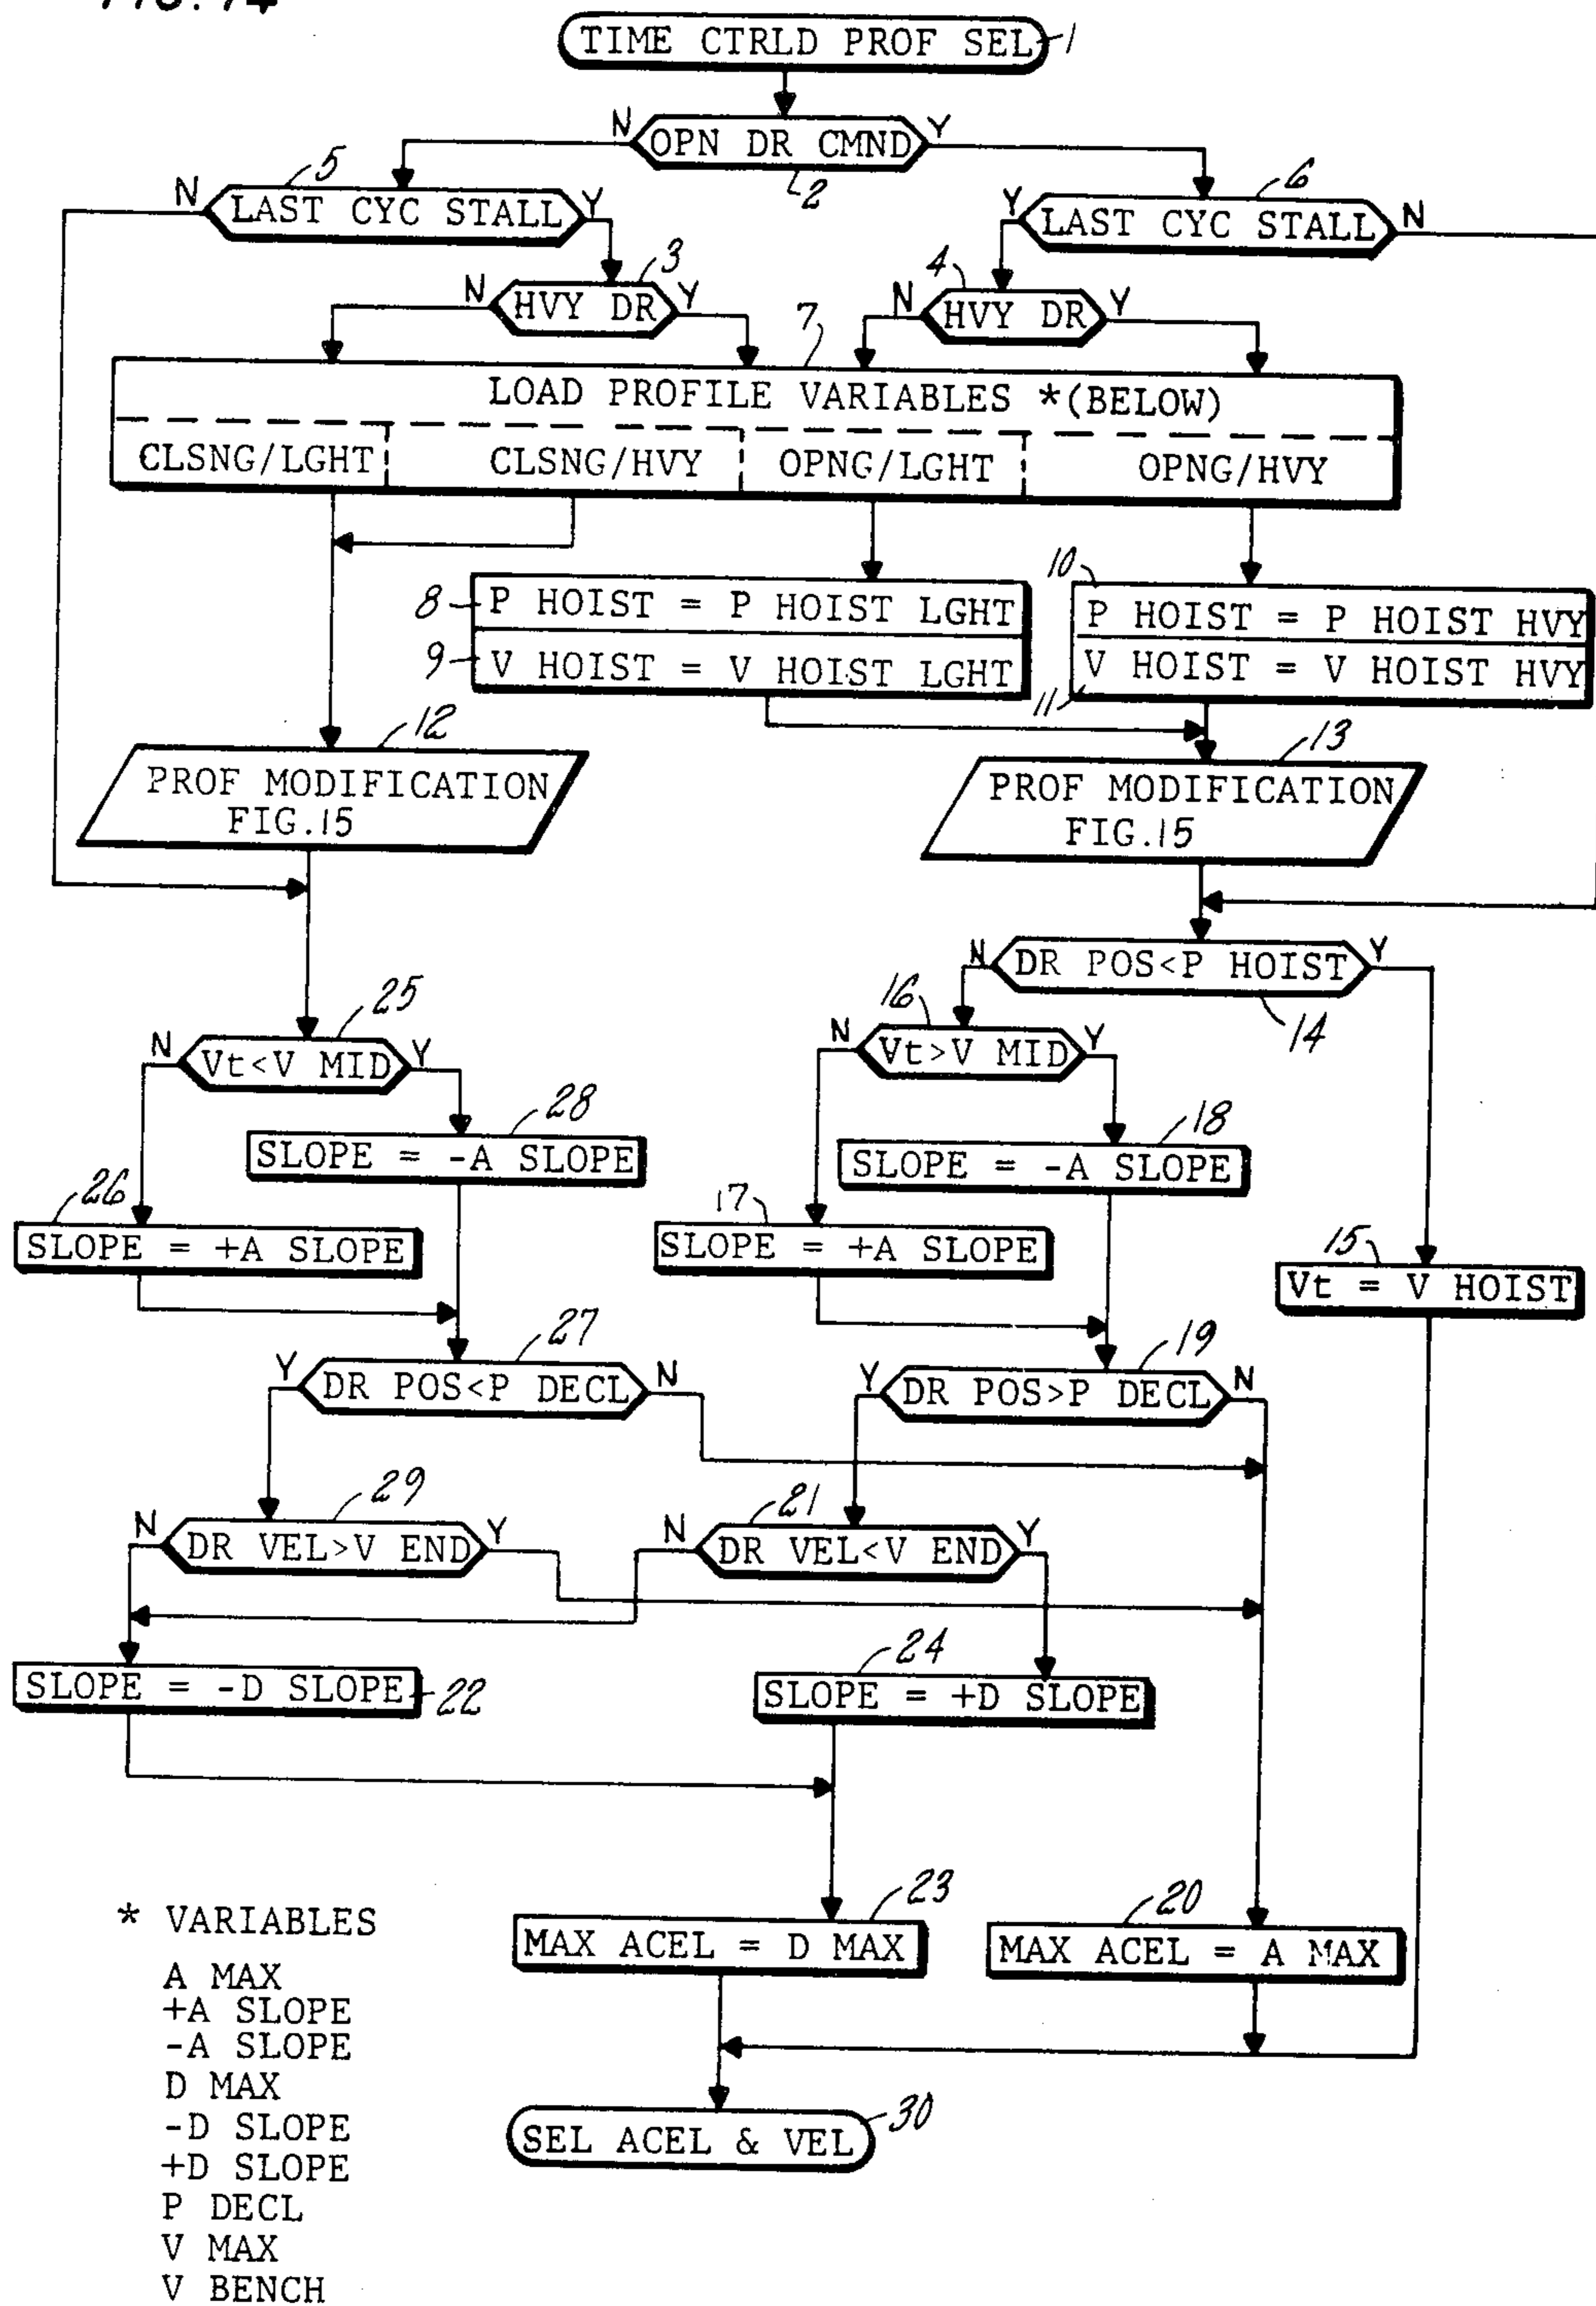 FIG. 14
TIME CTRLD PROF SEL 1
N OPN DR CMND Y
2
5
6
N LAST CYC STALL Y
Y LAST CYC STALL N
3
4
N HVY DR Y
N HVY DR Y
7
LOAD PROFILE VARIABLES *(BELOW)
CLSNG/LGHT CLSNG/HVY OPNG/LGHT OPNG/HVY
8 P HOIST = P HOIST LGHT
9 V HOIST = V HOIST LGHT
10
P HOIST = P HOIST HVY
V HOIST = V HOIST HVY
11
12
PROF MODIFICATION
FIG.15
13
PROF MODIFICATION
FIG.15
N DR POS<P HOIST Y
14
25
N Vt<V MID Y
16
N Vt>V MID Y
28
SLOPE = -A SLOPE
18
SLOPE = -A SLOPE
26
SLOPE = +A SLOPE
17
SLOPE = +A SLOPE
15
Vt = V HOIST
27
Y DR POS<P DECL N
19
Y DR POS>P DECL N
29
N DR VEL>V END Y
21
N DR VEL<V END Y
SLOPE = -D SLOPE 22
24
SLOPE = +D SLOPE
23
MAX ACEL = D MAX
20
MAX ACEL = A MAX
SEL ACEL & VEL 30
* VARIABLES
A MAX
+A SLOPE
-A SLOPE
D MAX
-D SLOPE
+D SLOPE
P DECL
V MAX
V BENCH